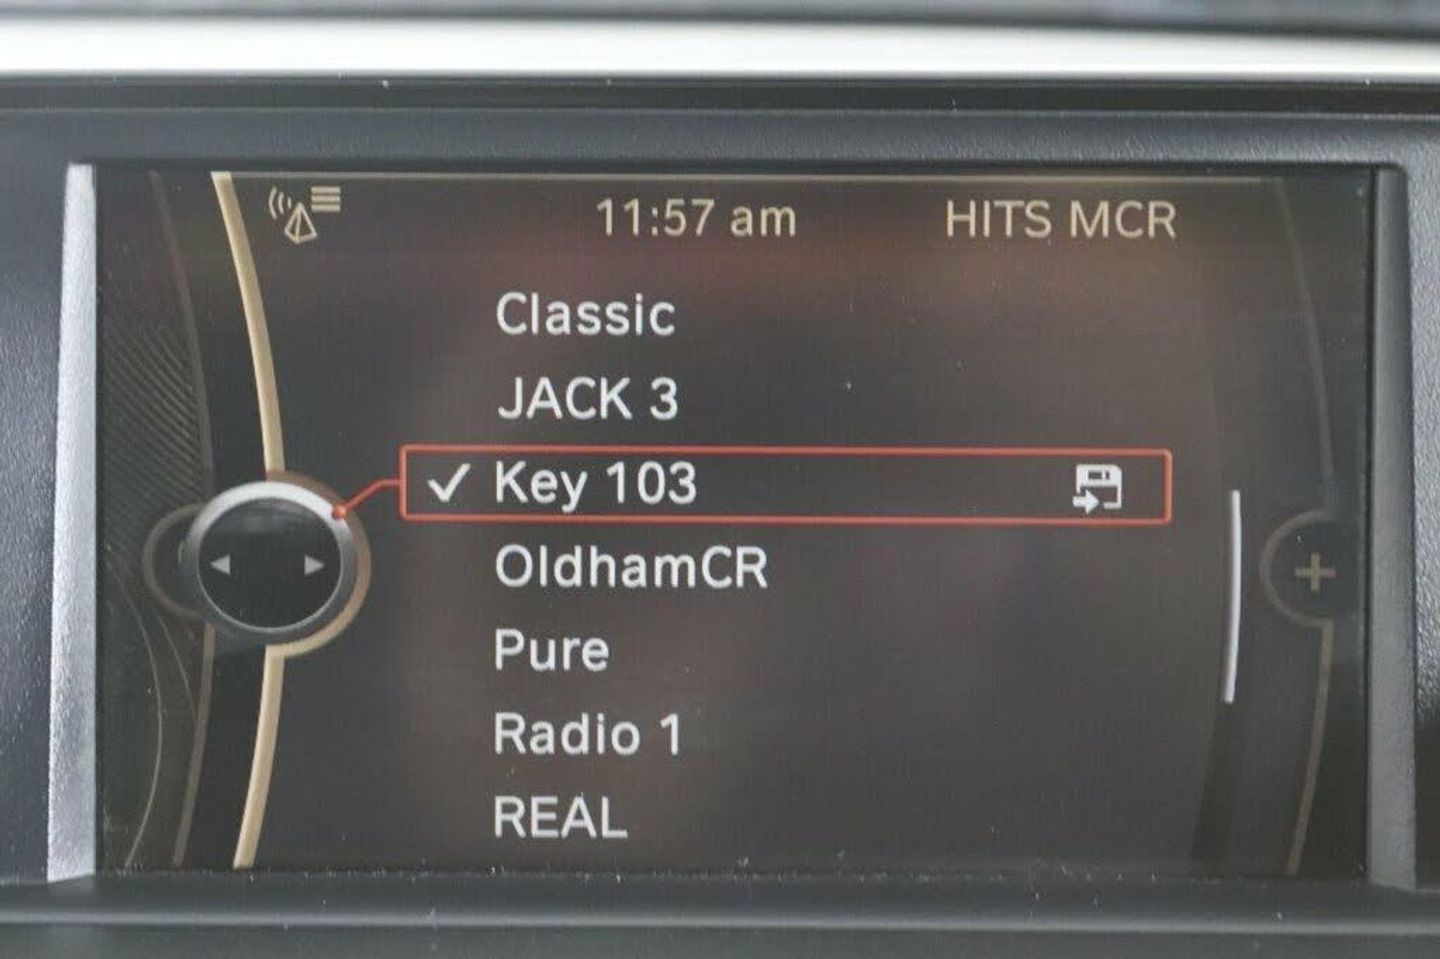 11:57 am HITS MCR
Classic
JACK 3
Key 103
OldhamCR
Pure
Radio 1
REAL